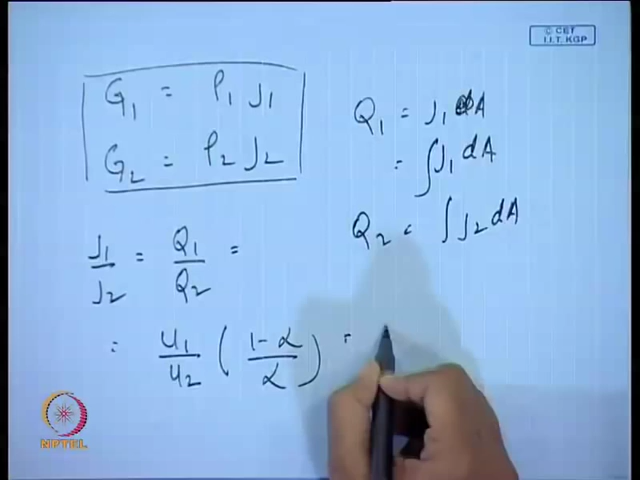 © CET
I.I.T. KGP
G₁ = ρ₁ J₁
G₂ = ρ₂ J₂
Q₁ = J₁ dA
= ∫ J₁ dA
Q₂ = ∫ J₂ dA
J₁/J₂ = Q₁/Q₂ =
= u₁/u₂ ( 1-α / α ) =
NPTEL